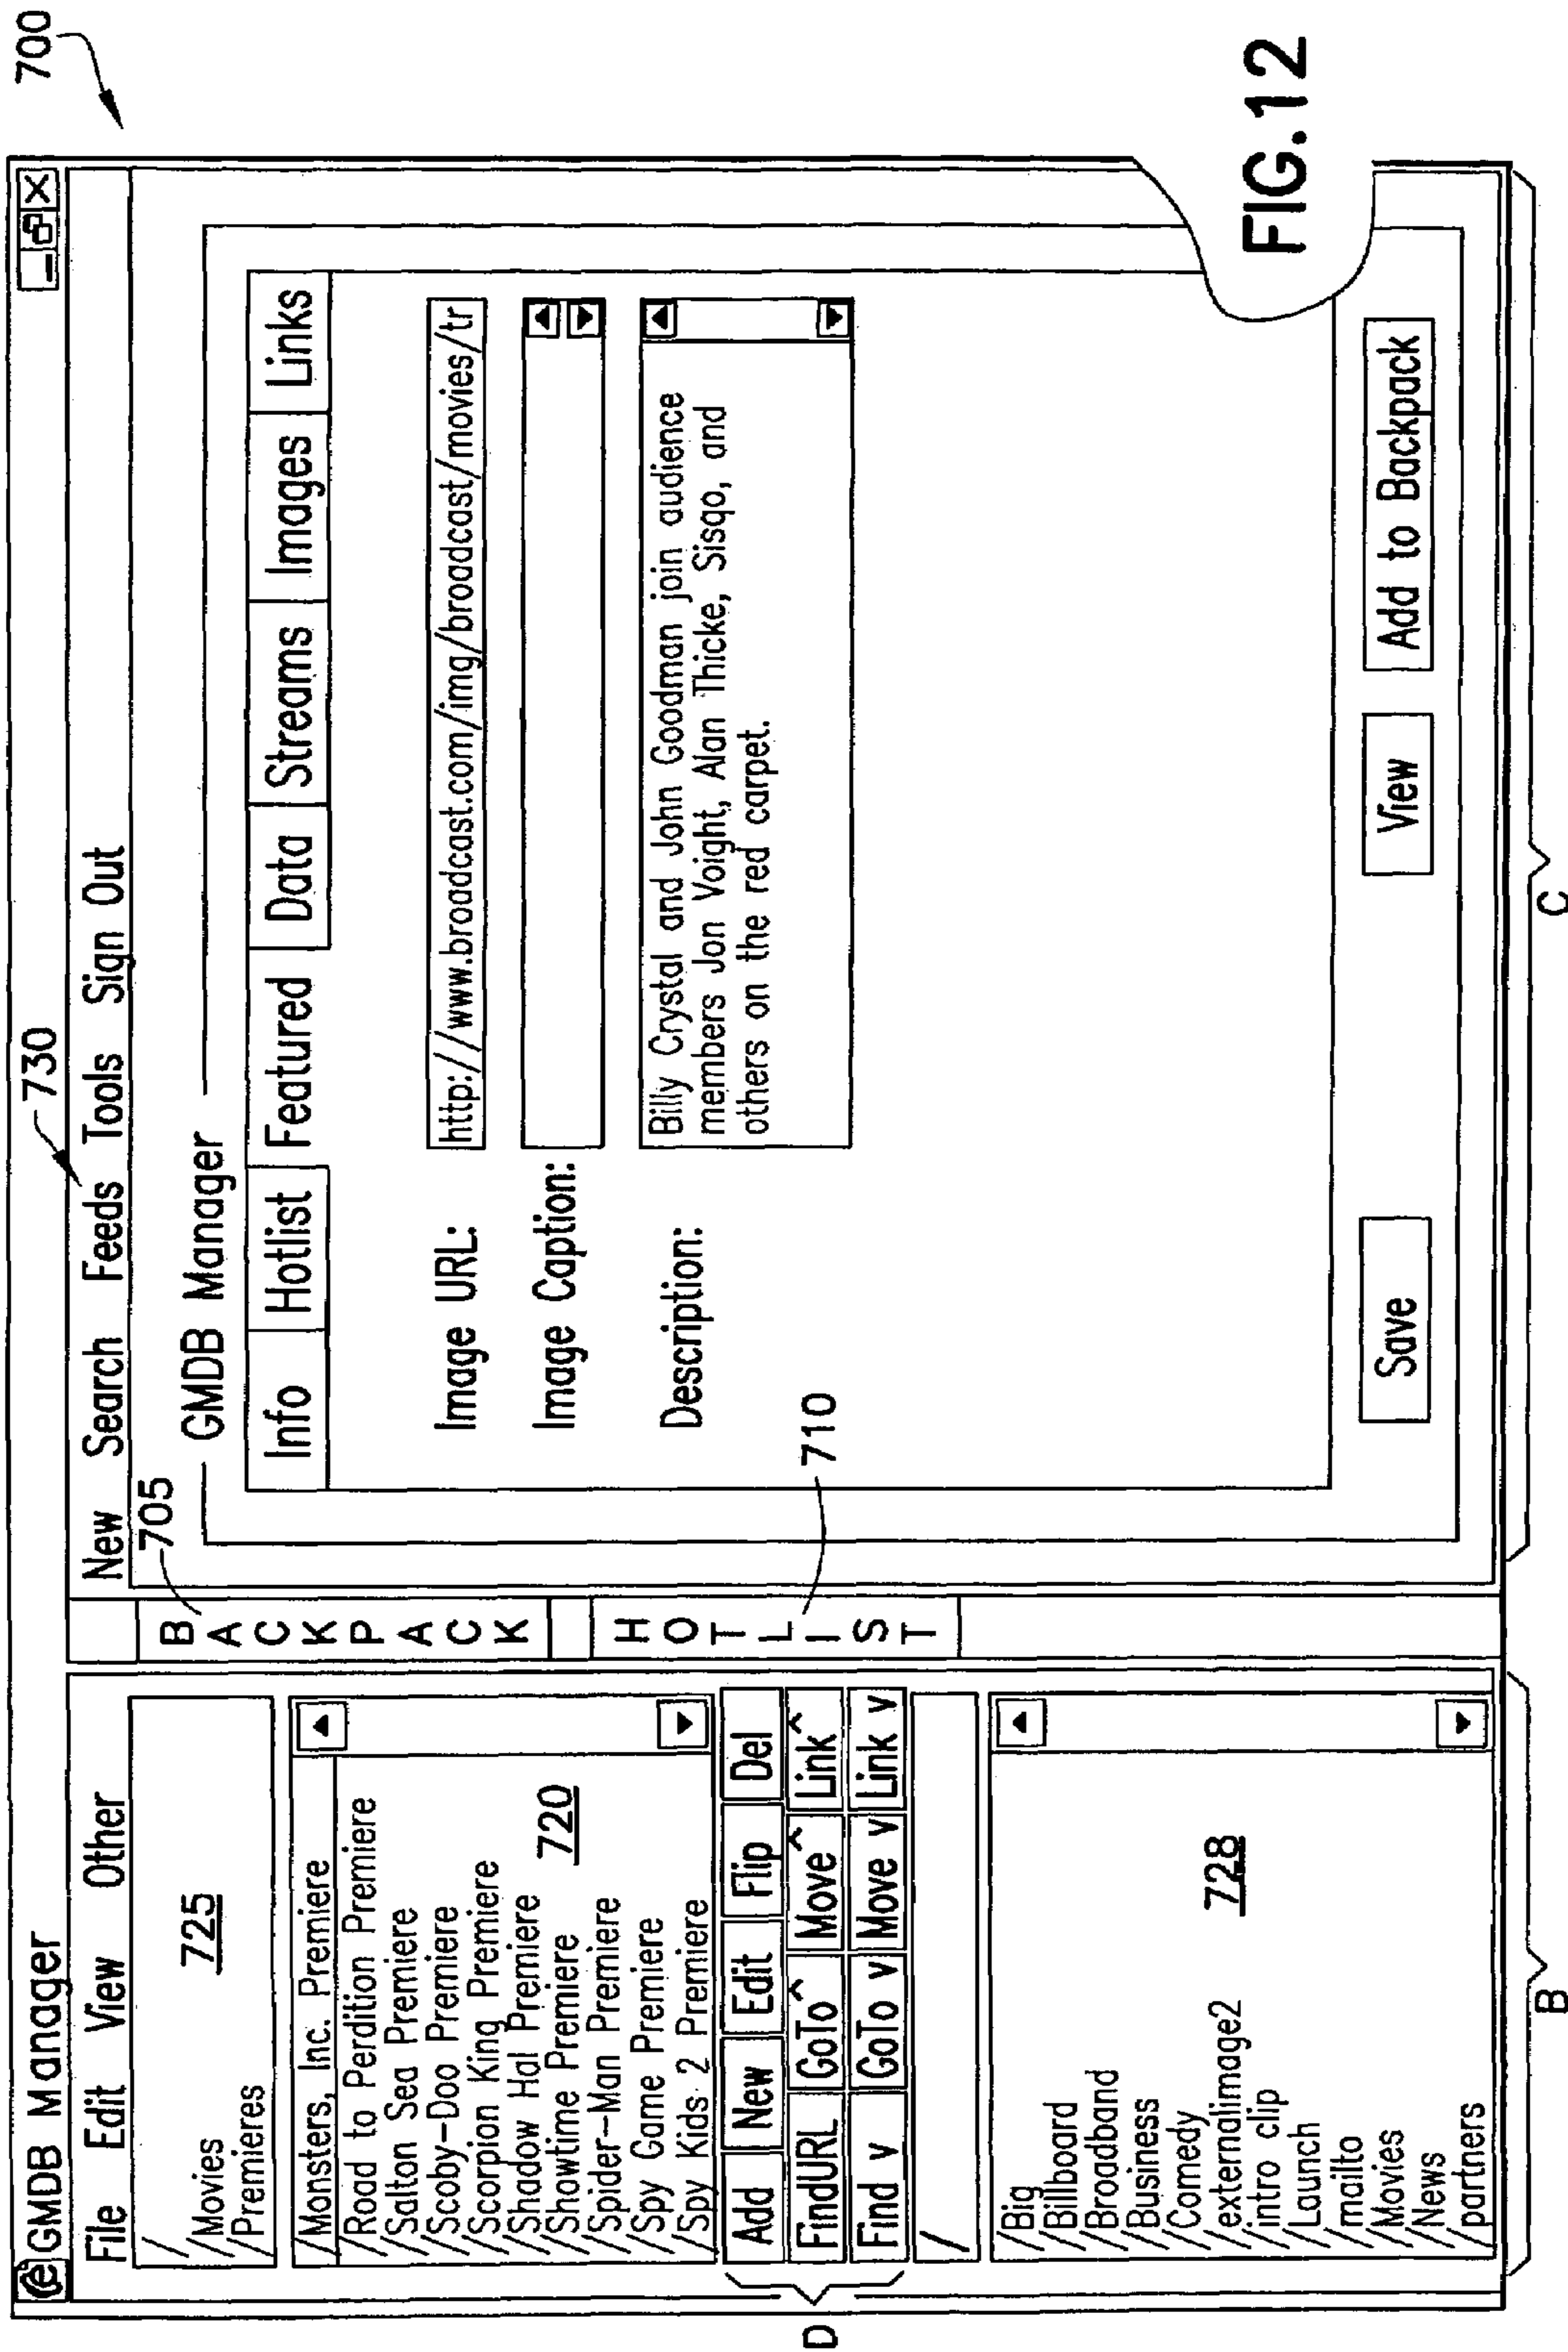 700
GMDB Manager
730
File Edit View Other
New Search Feeds Tools Sign Out
/
/Movies
/Premieres
725
/Monsters, Inc. Premiere
/Road to Perdition Premiere
/Salton Sea Premiere
/Scoby-Doo Premiere
/Scorpion King Premiere
/Shadow Hal Premiere
/Showtime Premiere
/Spider-Man Premiere
/Spy Game Premiere
/Spy Kids 2 Premiere
720
Add New Edit Flip Del
FindURL GoTo^ Move^ Link^
Find v GoTo v Move v Link v
D
/
/Big
/Billboard
/Broadband
/Business
/Comedy
/externalimage2
/intro clip
/Launch
/mailto
/Movies
/News
/partners
728
B
705
BACKPACK
HOTLIST
710
GMDB Manager
Info Hotlist Featured Data Streams Images Links
Image URL: http://www.broadcast.com/img/broadcast/movies/tr
Image Caption:
Description: Billy Crystal and John Goodman join audience
members Jon Voight, Alan Thicke, Sisqo, and
others on the red carpet.
Save View Add to Backpack
C
FIG.12